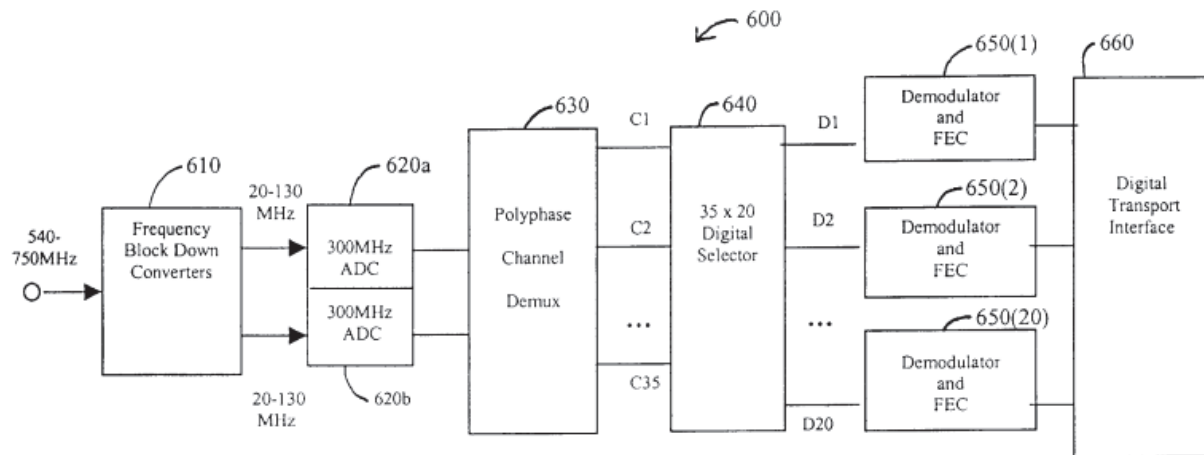 600
540-
750MHz
610
Frequency
Block Down
Converters
20-130
MHz
20-130
MHz
620a
300MHz
ADC
300MHz
ADC
620b
630
Polyphase
Channel
Demux
C1
C2
...
C35
640
35 x 20
Digital
Selector
D1
D2
...
D20
650(1)
Demodulator
and
FEC
650(2)
Demodulator
and
FEC
650(20)
Demodulator
and
FEC
660
Digital
Transport
Interface